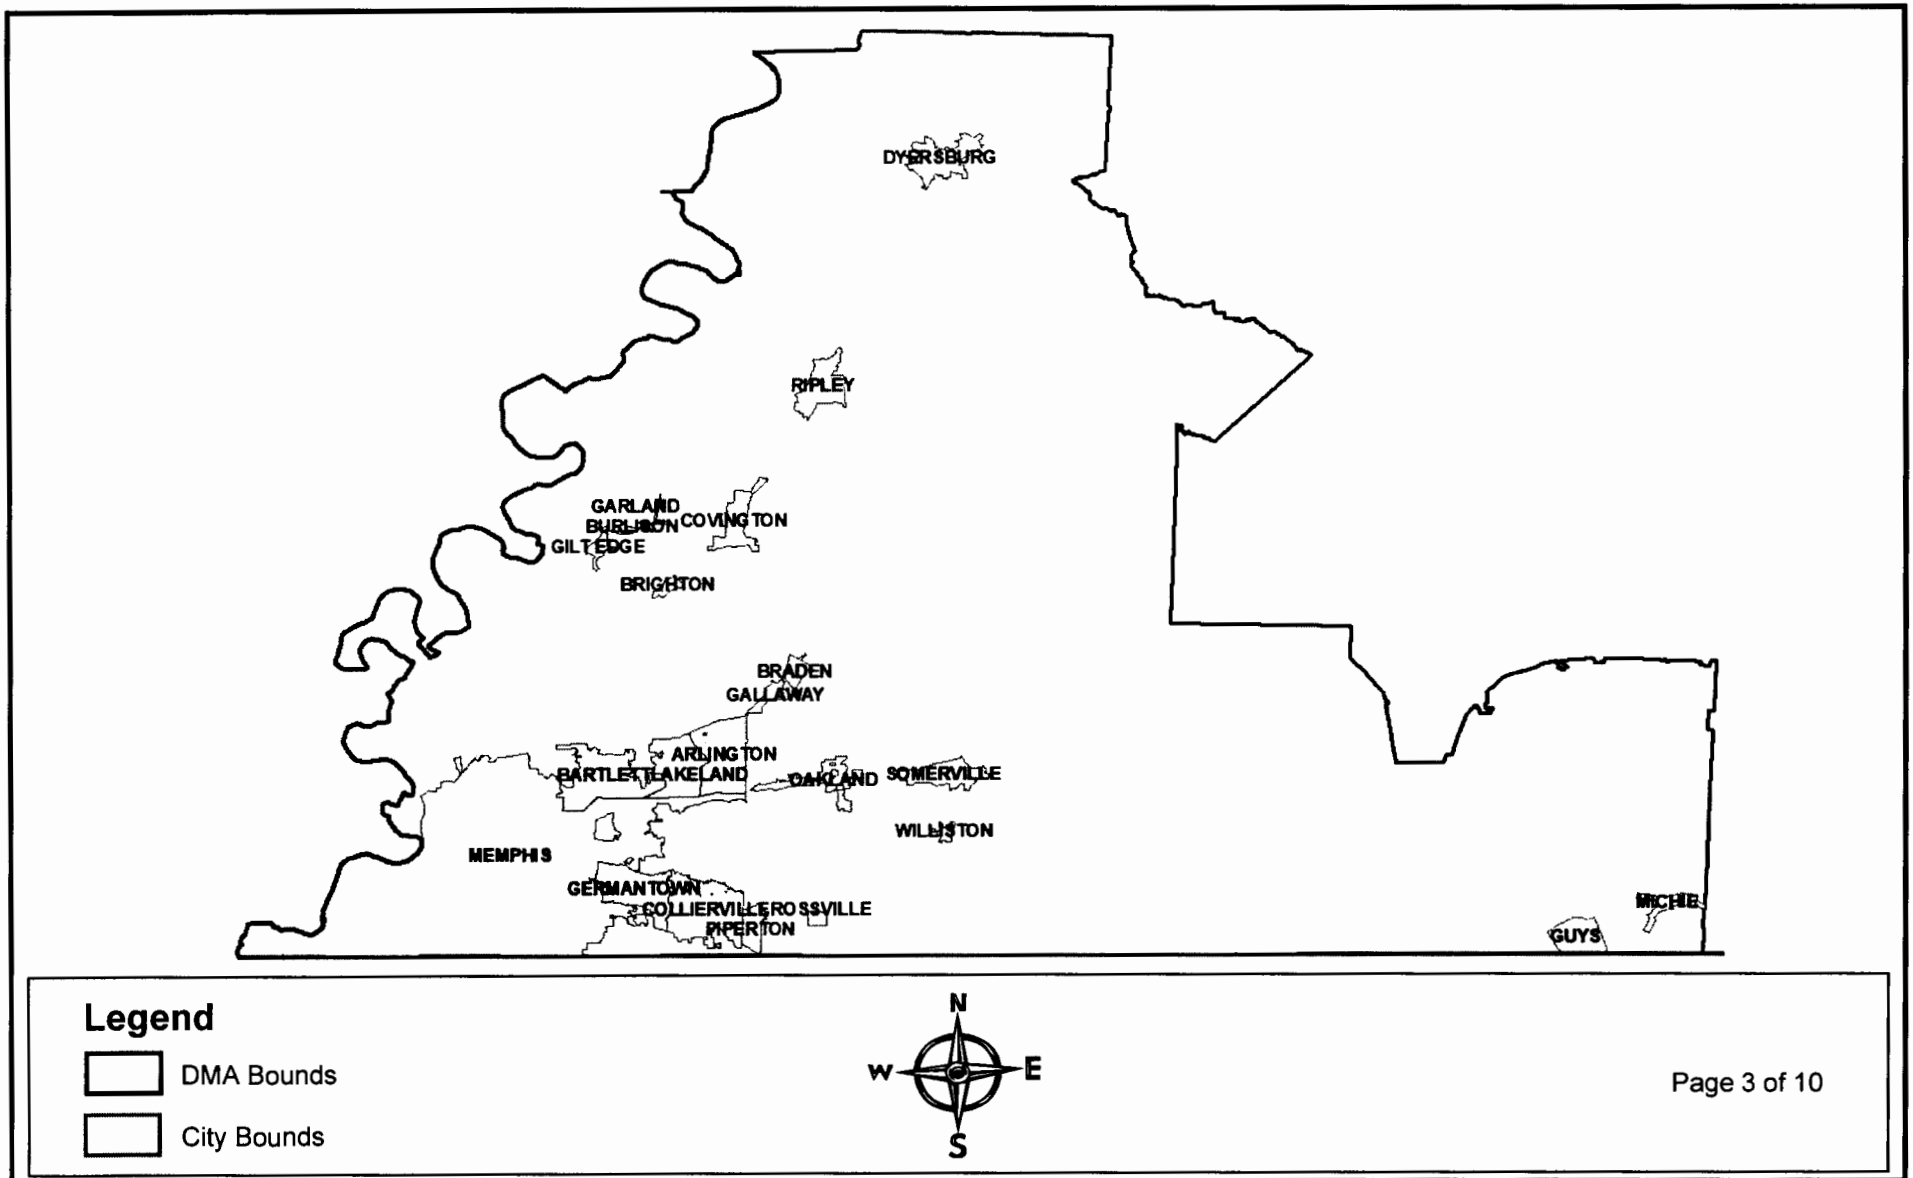 DYERSBURG
RIPLEY
GARLAND
BURLISON
COVINGTON
GILT EDGE
BRIGHTON
BRADEN
GALLAWAY
ARLINGTON
BARTLETT LAKELAND
OAKLAND
SOMERVILLE
WILLISTON
MEMPHIS
GERMANTOWN
COLLIERVILLE ROSSVILLE
PIPERTON
MICHIE
GUYS
Legend
DMA Bounds
City Bounds
N
W
E
S
Page 3 of 10